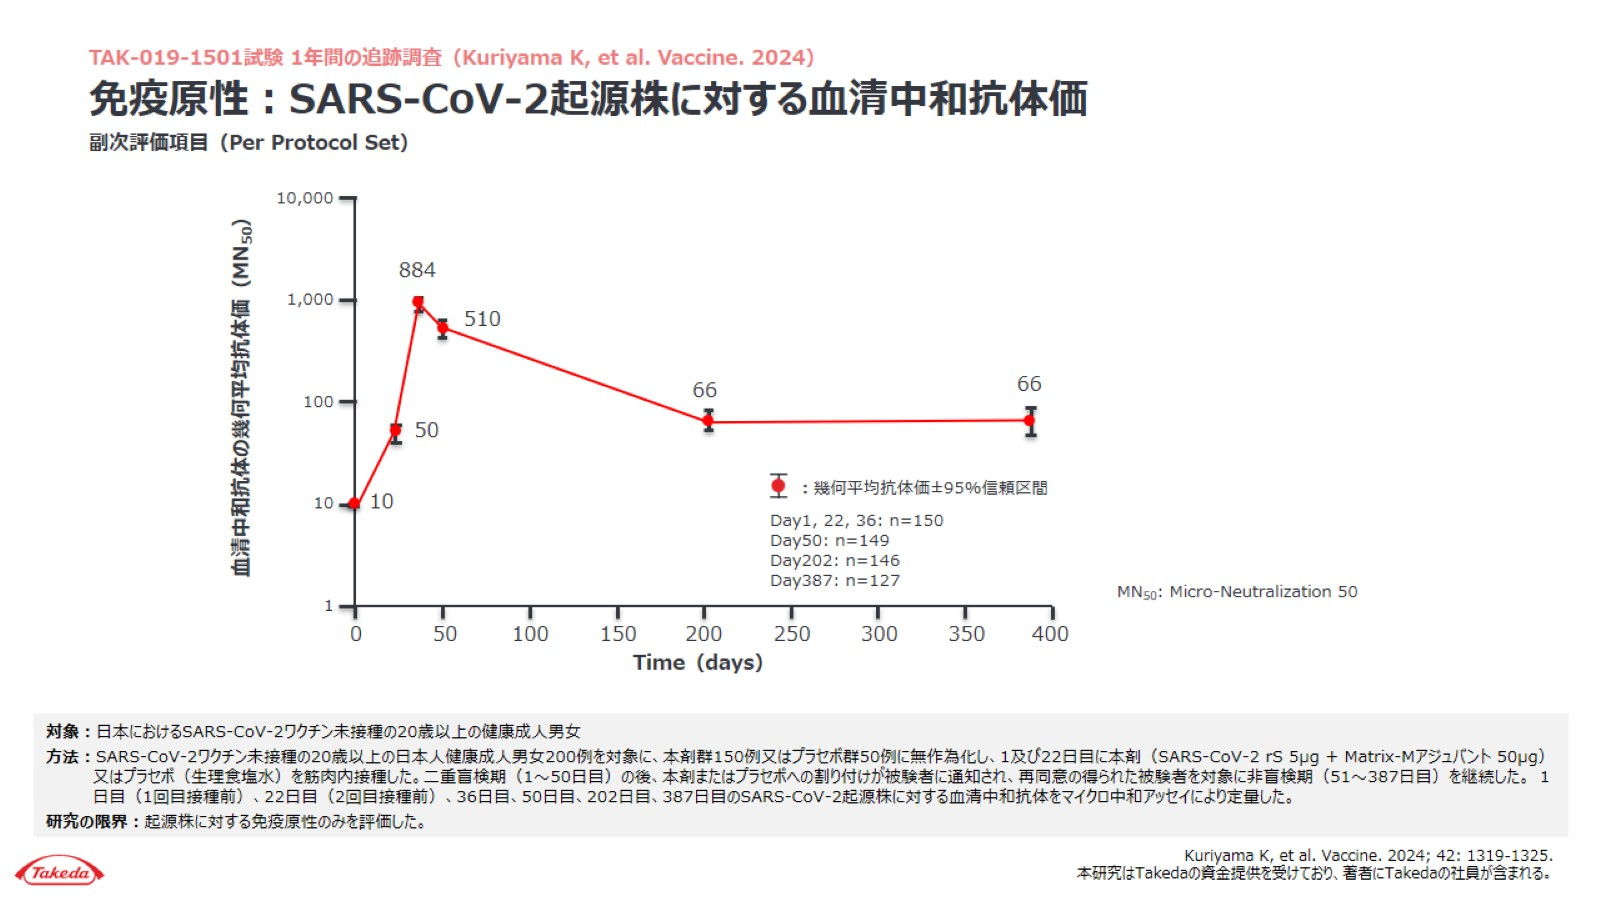 TAK-019-1501試験 1年間の追跡調査（Kuriyama K, et al. Vaccine. 2024）
免疫原性：SARS-CoV-2起源株に対する血清中和抗体価
副次評価項目（Per Protocol Set）
血清中和抗体の幾何平均抗体価（MN50）
10,000
1,000
100
10
1
884
510
50
10
66
66
：幾何平均抗体価±95%信頼区間
Day1, 22, 36: n=150
Day50: n=149
Day202: n=146
Day387: n=127
MN50: Micro-Neutralization 50
0 50 100 150 200 250 300 350 400
Time（days）
対象：日本におけるSARS-CoV-2ワクチン未接種の20歳以上の健康成人男女
方法：SARS-CoV-2ワクチン未接種の20歳以上の日本人健康成人男女200例を対象に、本剤群150例又はプラセボ群50例に無作為化し、1及び22日目に本剤（SARS-CoV-2 rS 5μg + Matrix-Mアジュバント 50μg）
又はプラセボ（生理食塩水）を筋肉内接種した。二重盲検期（1～50日目）の後、本剤またはプラセボへの割り付けが被験者に通知され、再同意の得られた被験者を対象に非盲検期（51～387日目）を継続した。 1
日目（1回目接種前）、22日目（2回目接種前）、36日目、50日目、202日目、387日目のSARS-CoV-2起源株に対する血清中和抗体をマイクロ中和アッセイにより定量した。
研究の限界：起源株に対する免疫原性のみを評価した。
Takeda
Kuriyama K, et al. Vaccine. 2024; 42: 1319-1325.
本研究はTakedaの資金提供を受けており、著者にTakedaの社員が含まれる。